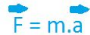 F = m.a